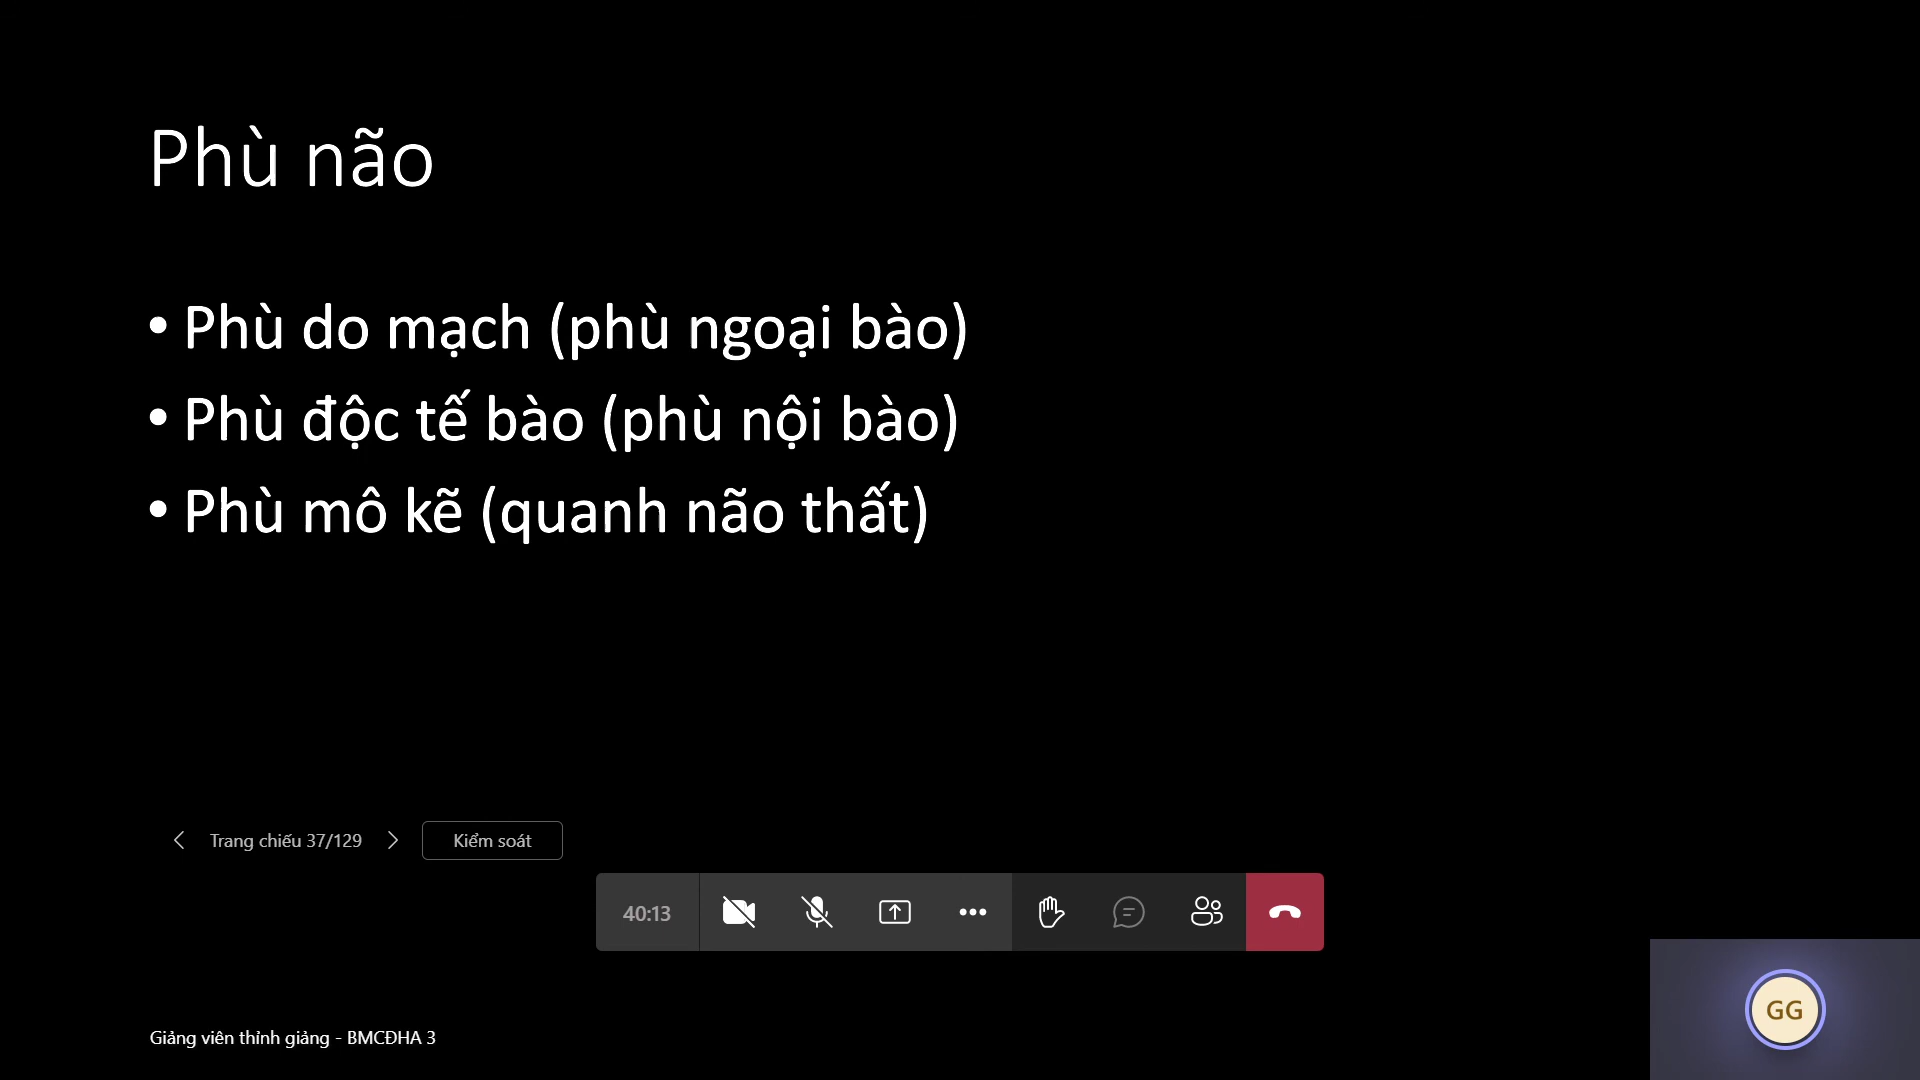 Phù não
• Phù do mạch (phù ngoại bào)
• Phù độc tế bào (phù nội bào)
• Phù mô kẽ (quanh não thất)
Trang chiếu 37/129
Kiểm soát
40:13
Giảng viên thỉnh giảng - BMCĐHA 3
GG